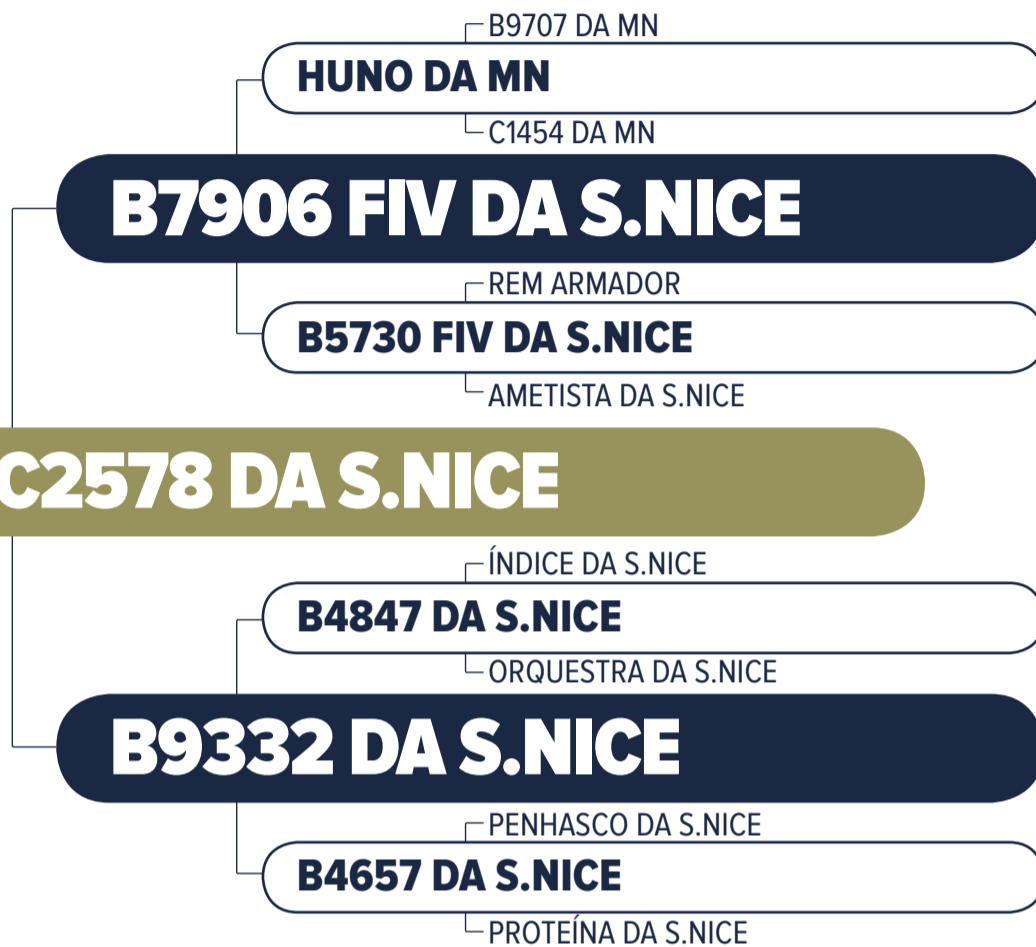 B9707 DA MN
HUNO DA MN
C1454 DA MN
B7906 FIV DA S.NICE
REM ARMADOR
B5730 FIV DA S.NICE
AMETISTA DA S.NICE
C2578 DA S.NICE
ÍNDICE DA S.NICE
B4847 DA S.NICE
ORQUESTRA DA S.NICE
B9332 DA S.NICE
PENHASCO DA S.NICE
B4657 DA S.NICE
PROTEÍNA DA S.NICE